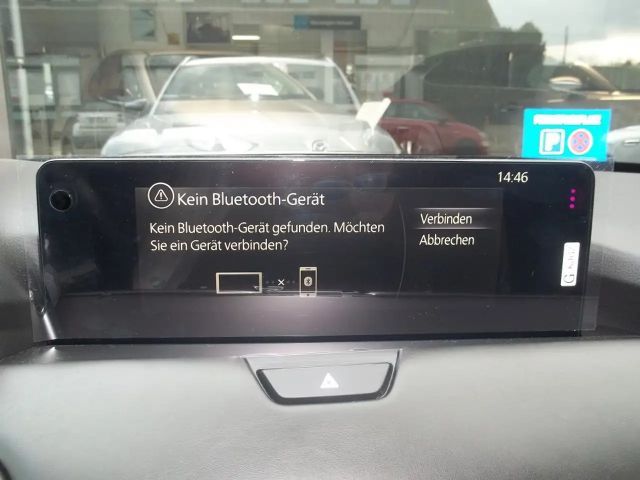 14:46
Kein Bluetooth-Gerät
Kein Bluetooth-Gerät gefunden. Möchten
Sie ein Gerät verbinden?
Verbinden
Abbrechen
P